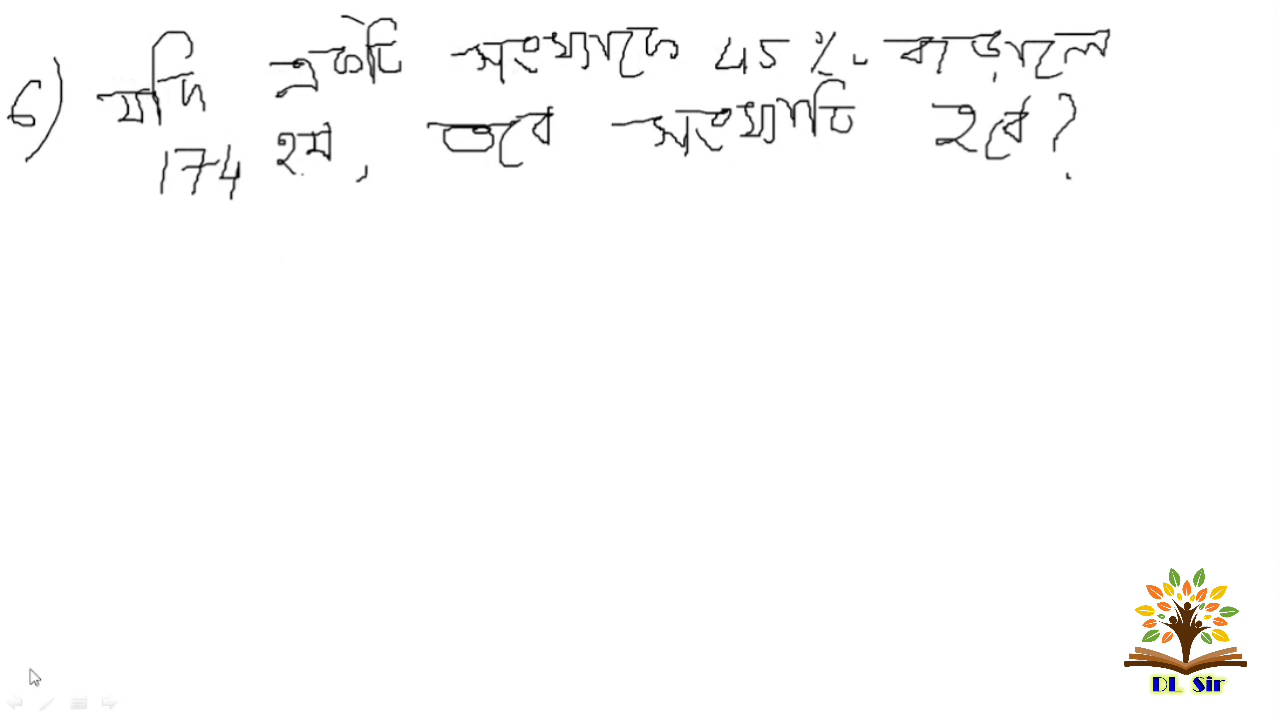 6) যদি একটি সংখ্যাকে 45% বাড়ালে
174 হয়, তবে সংখ্যাটি হবে?
DL Sir